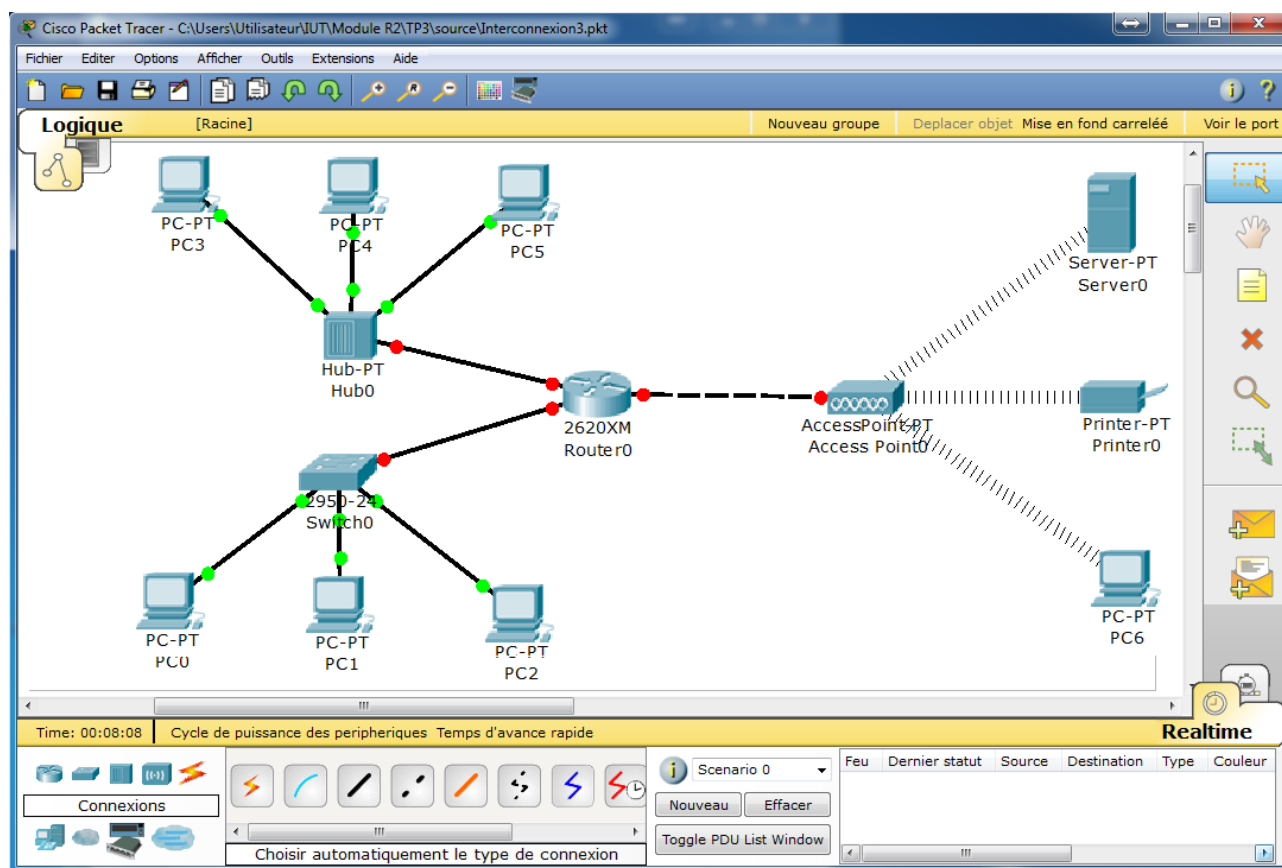 Cisco Packet Tracer - C:\Users\Utilisateur\IUT\Module R2\TP3\source\Interconnexion3.pkt
Fichier Editer Options Afficher Outils Extensions Aide
Logique [Racine] Nouveau groupe Deplacer objet Mise en fond carreléé Voir le port
PC-PT
PC3
PC-PT
PC4
PC-PT
PC5
Server-PT
Server0
Hub-PT
Hub0
2620XM
Router0
AccessPoint-PT
Access Point0
Printer-PT
Printer0
2950-24
Switch0
PC-PT
PC0
PC-PT
PC1
PC-PT
PC2
PC-PT
PC6
Time: 00:08:08 Cycle de puissance des peripheriques Temps d'avance rapide Realtime
Connexions
Choisir automatiquement le type de connexion
Scenario 0
Nouveau Effacer
Toggle PDU List Window
Feu Dernier statut Source Destination Type Couleur